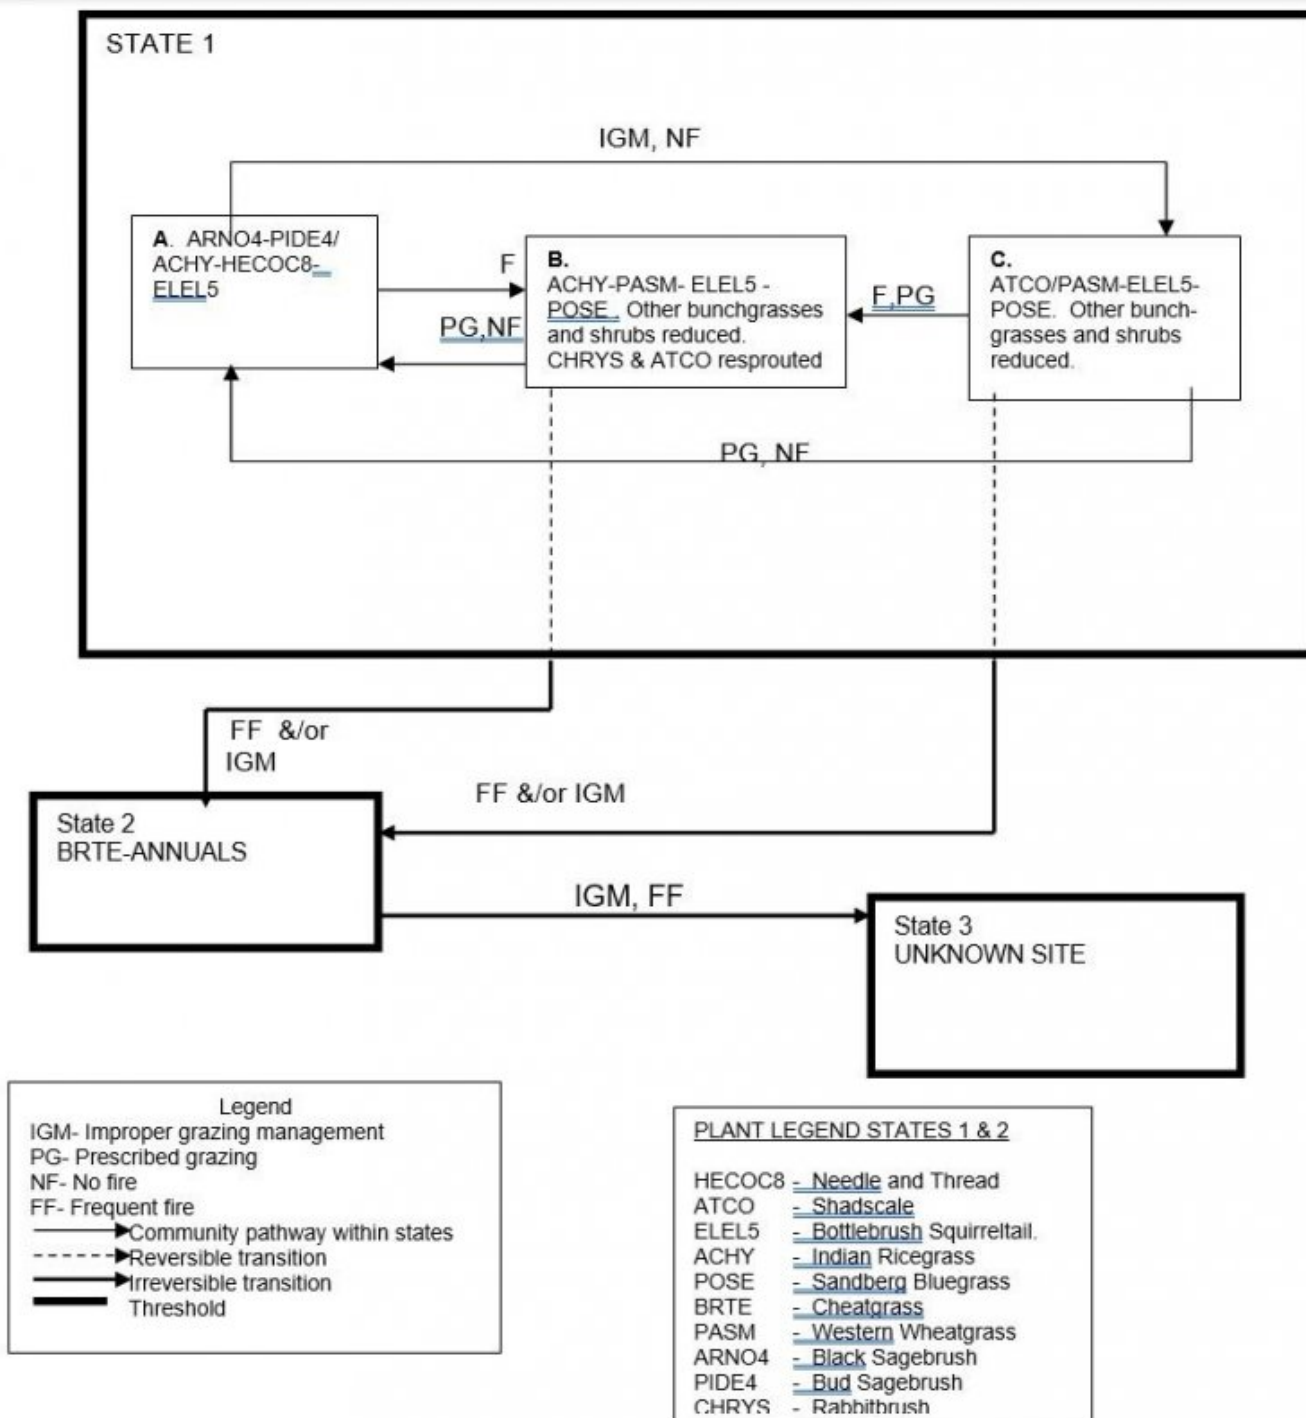 STATE 1
IGM, NF
A. ARNO4-PIDE4/
ACHY-HECOC8-
ELEL5
F
PG,NF
B.
ACHY-PASM- ELEL5 -
POSE . Other bunchgrasses
and shrubs reduced.
CHRYS & ATCO resprouted
F,PG
C.
ATCO/PASM-ELEL5-
POSE. Other bunch-
grasses and shrubs
reduced.
PG, NF
FF &/or
IGM
FF &/or IGM
State 2
BRTE-ANNUALS
IGM, FF
State 3
UNKNOWN SITE
Legend
IGM- Improper grazing management
PG- Prescribed grazing
NF- No fire
FF- Frequent fire
Community pathway within states
Reversible transition
Irreversible transition
Threshold
PLANT LEGEND STATES 1 & 2
HECOC8 - Needle and Thread
ATCO - Shadscale
ELEL5 - Bottlebrush Squirreltail.
ACHY - Indian Ricegrass
POSE - Sandberg Bluegrass
BRTE - Cheatgrass
PASM - Western Wheatgrass
ARNO4 - Black Sagebrush
PIDE4 - Bud Sagebrush
CHRYS - Rabbitbrush